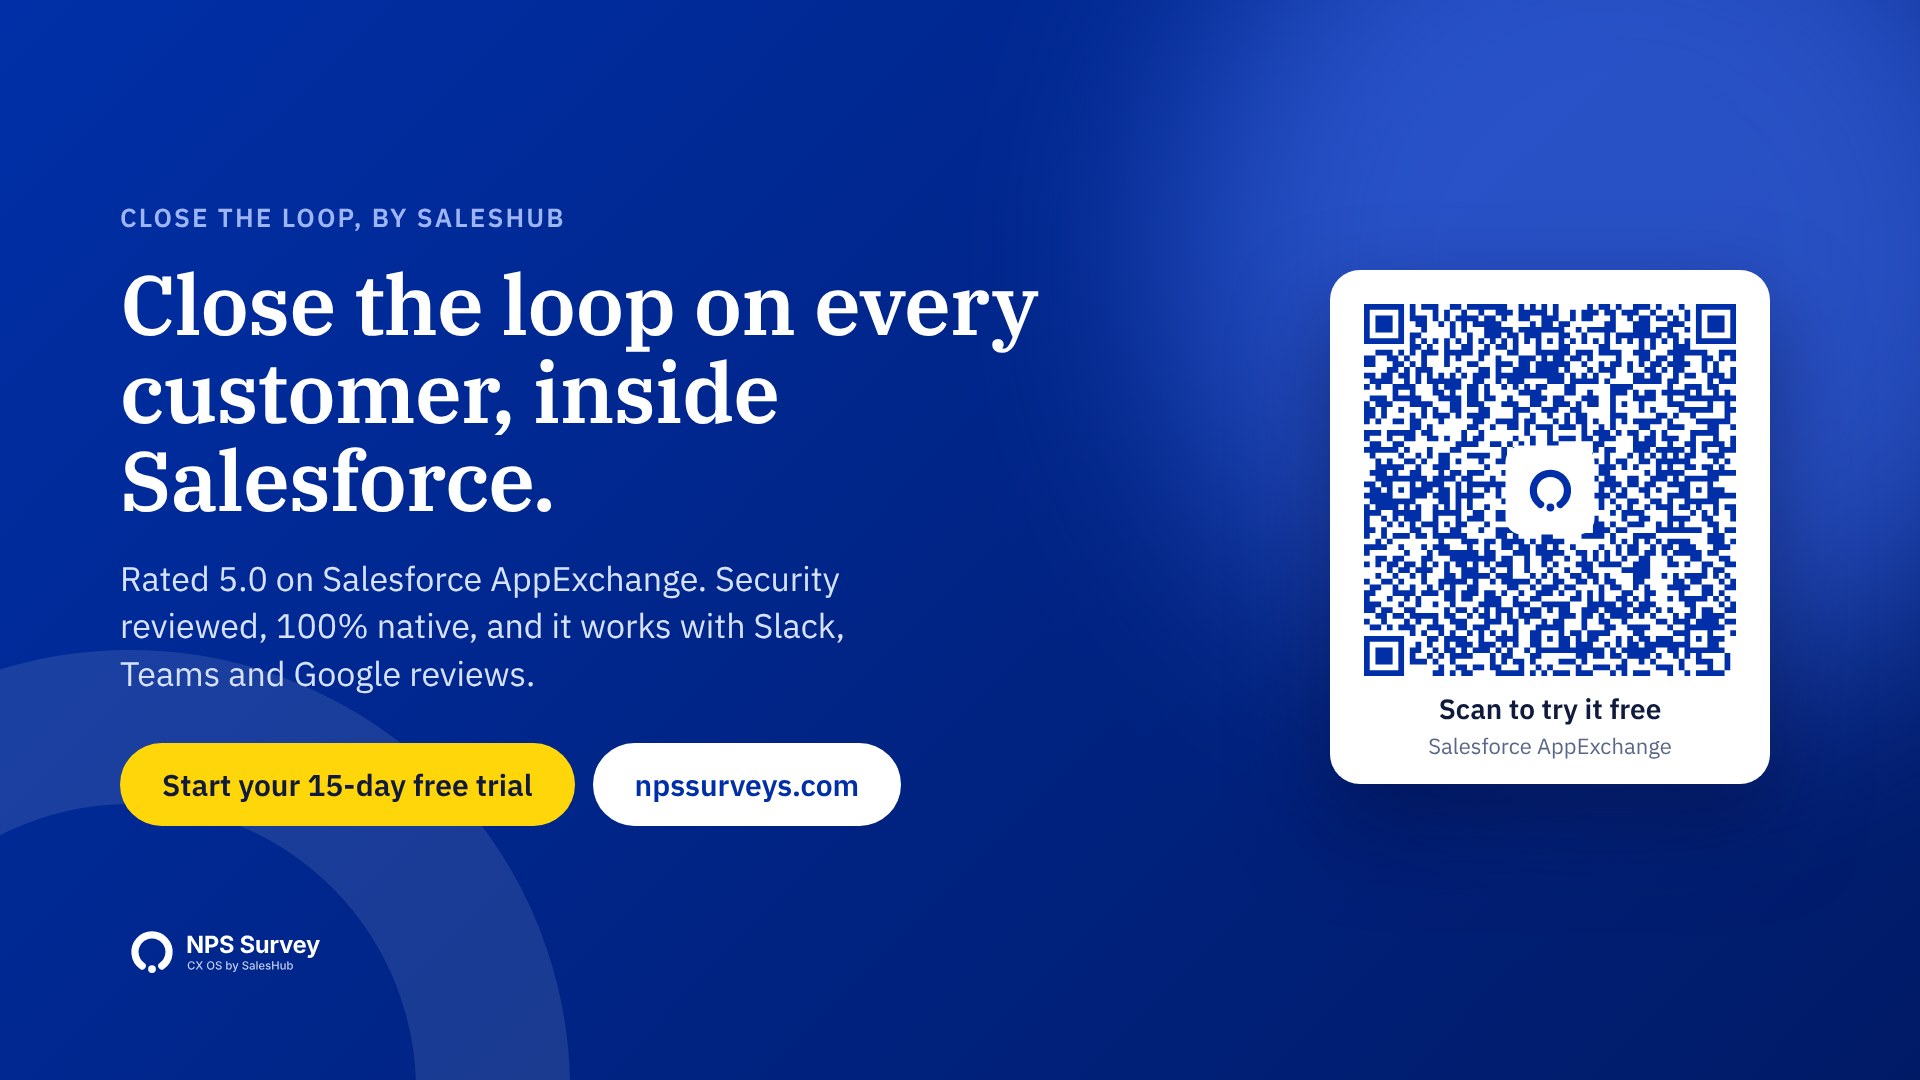 CLOSE THE LOOP, BY SALESHUB
Close the loop on every
customer, inside
Salesforce.
Rated 5.0 on Salesforce AppExchange. Security
reviewed, 100% native, and it works with Slack,
Teams and Google reviews.
Start your 15-day free trial
npssurveys.com
NPS Survey
CX OS by SalesHub
Scan to try it free
Salesforce AppExchange